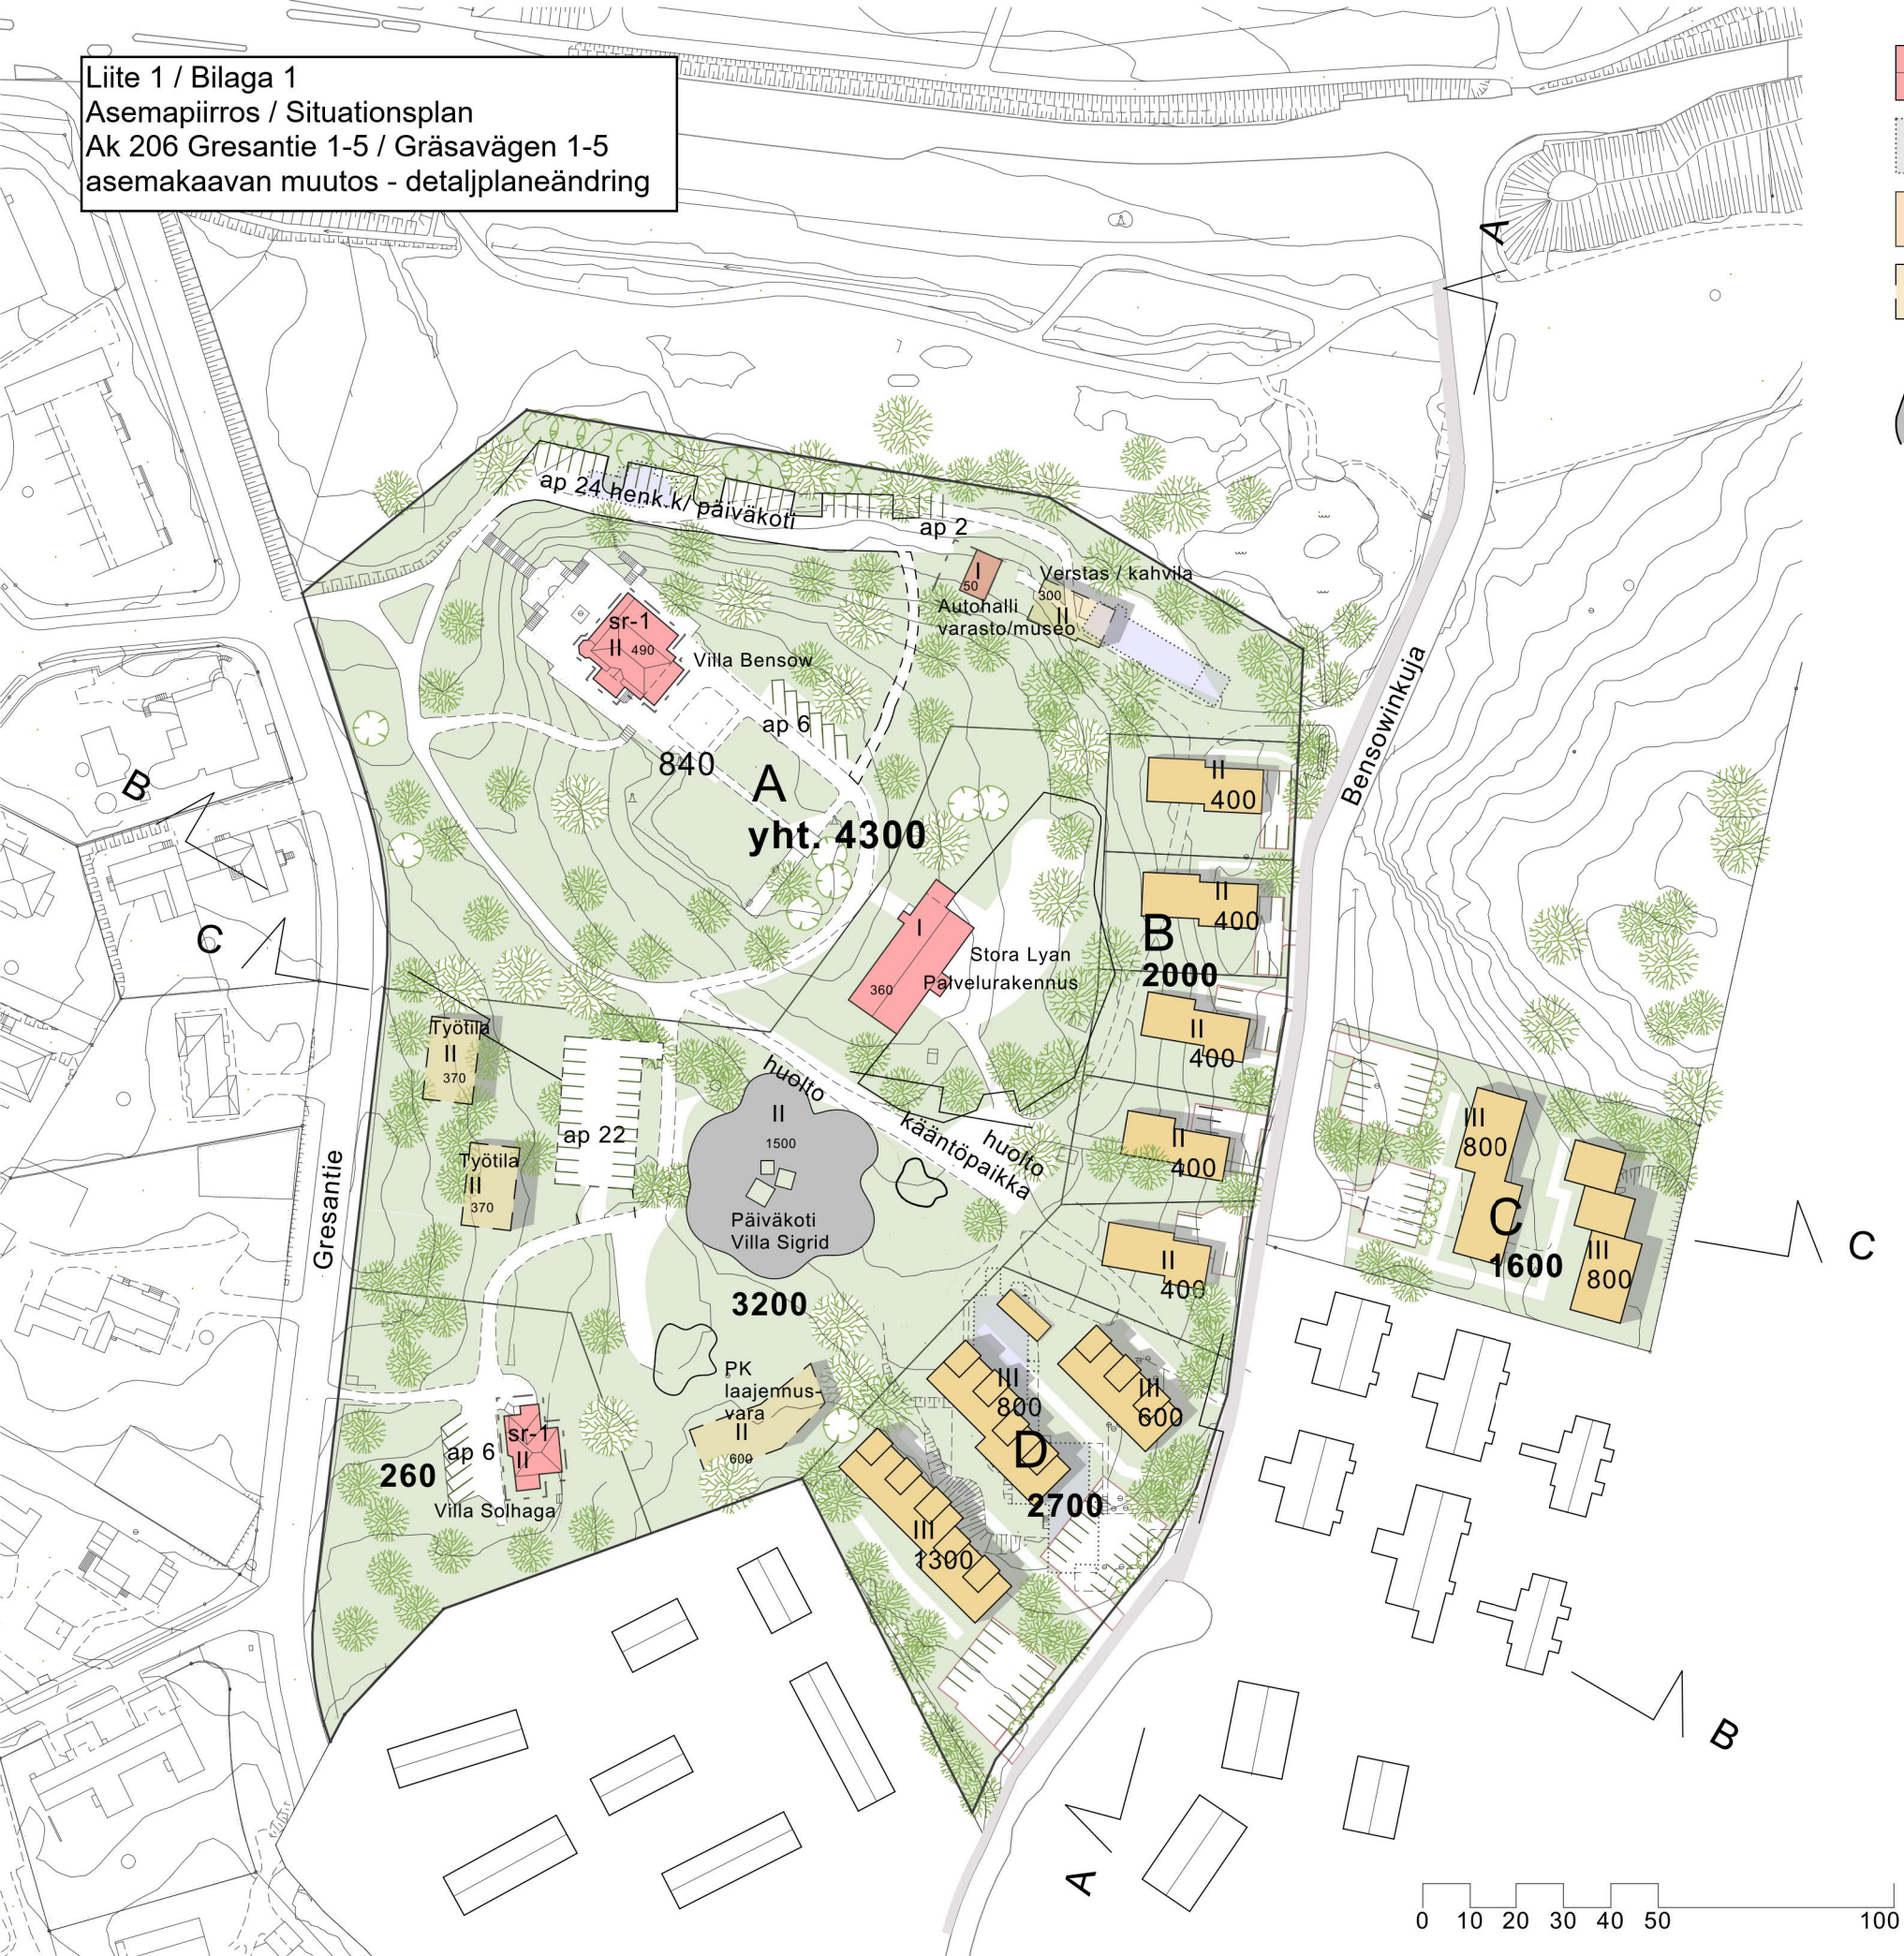 Liite 1 / Bilaga 1
Asemapiirros / Situationsplan
Ak 206 Gresantie 1-5 / Gräsavägen 1-5
asemakaavan muutos - detaljplaneändring
A
ap 24 henk.k/ päiväkoti
ap 2
I
50
Autohalli
varasto/museo
Verstas / kahvila
300
II
sr-1
II 490
Villa Bensow
ap 6
840
A
yht. 4300
Bensowinkuja
B
C
II
400
II
400
B
2000
II
400
II
400
II
400
I
360
Stora Lyan
Palvelurakennus
Työtila
II
370
Työtila
II
370
ap 22
huolto
huolto
kääntöpaikka
II
1500
Päiväkoti
Villa Sigrid
3200
Gresantie
III
800
C
1600
III
800
C
PK
laajennus-
vara
II
600
III
800
III
600
D
2700
III
1300
sr-1
II
ap 6
260
Villa Solhaga
B
A
0 10 20 30 40 50 100